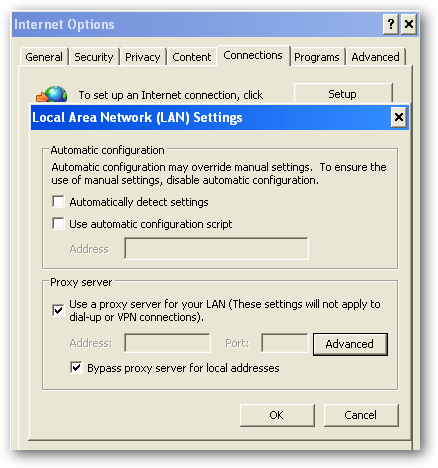 Internet Options
General Security Privacy Content Connections Programs Advanced
To set up an Internet connection, click Setup
Local Area Network (LAN) Settings
Automatic configuration
Automatic configuration may override manual settings. To ensure the
use of manual settings, disable automatic configuration.
Automatically detect settings
Use automatic configuration script
Address
Proxy server
Use a proxy server for your LAN (These settings will not apply to
dial-up or VPN connections).
Address: Port: Advanced
Bypass proxy server for local addresses
OK Cancel